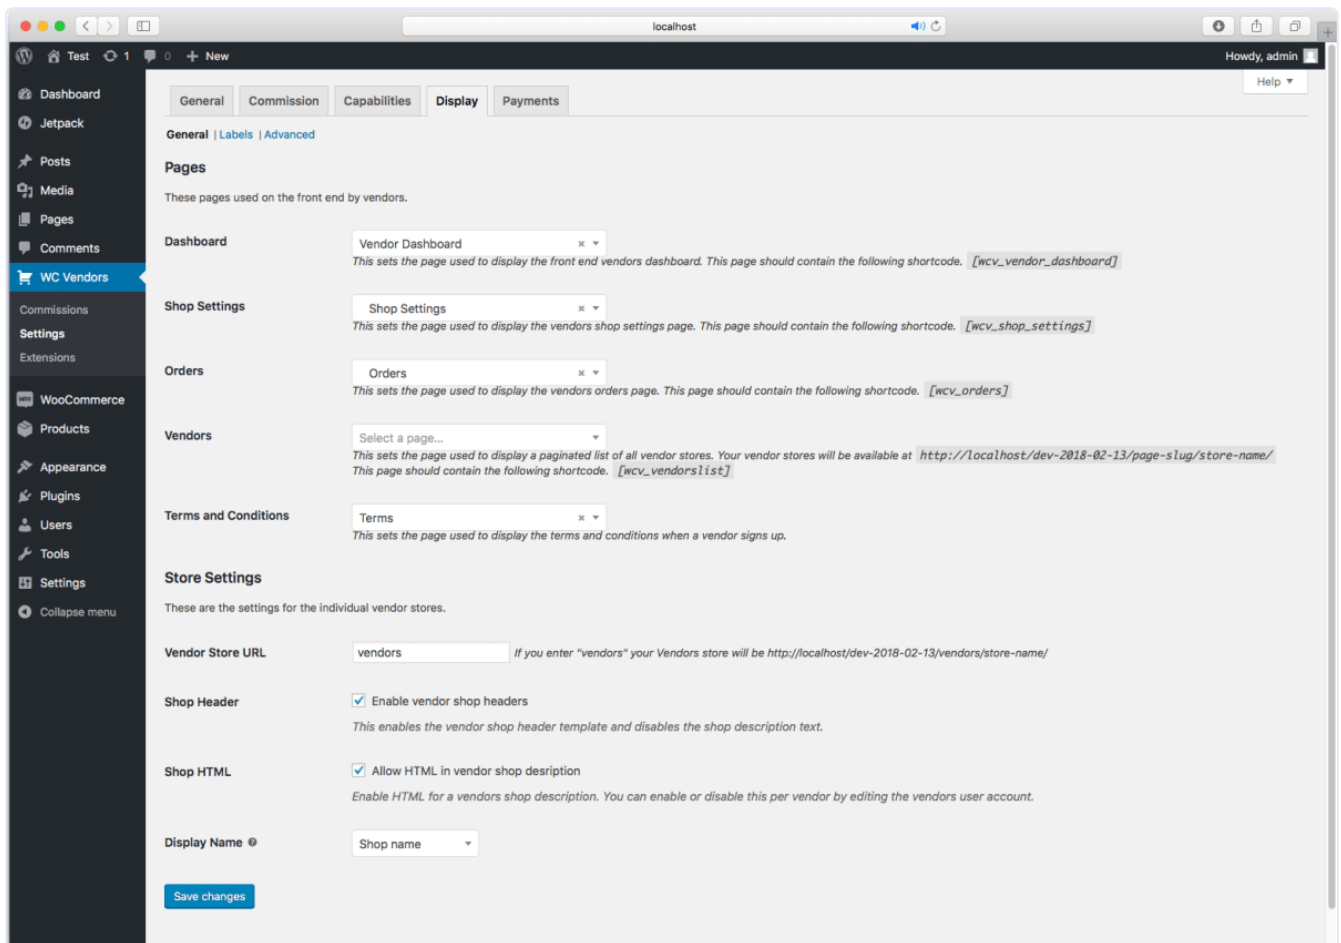 localhost
Test 1 0 New
Howdy, admin
Help
Dashboard
Jetpack
Posts
Media
Pages
Comments
WC Vendors
Commissions
Settings
Extensions
WooCommerce
Products
Appearance
Plugins
Users
Tools
Settings
Collapse menu
General Commission Capabilities Display Payments
General | Labels | Advanced
Pages
These pages used on the front end by vendors.
Dashboard
Vendor Dashboard
This sets the page used to display the front end vendors dashboard. This page should contain the following shortcode. [wcv_vendor_dashboard]
Shop Settings
Shop Settings
This sets the page used to display the vendors shop settings page. This page should contain the following shortcode. [wcv_shop_settings]
Orders
Orders
This sets the page used to display the vendors orders page. This page should contain the following shortcode. [wcv_orders]
Vendors
Select a page...
This sets the page used to display a paginated list of all vendor stores. Your vendor stores will be available at http://localhost/dev-2018-02-13/page-slug/store-name/
This page should contain the following shortcode. [wcv_vendorslist]
Terms and Conditions
Terms
This sets the page used to display the terms and conditions when a vendor signs up.
Store Settings
These are the settings for the individual vendor stores.
Vendor Store URL
vendors
If you enter "vendors" your Vendors store will be http://localhost/dev-2018-02-13/vendors/store-name/
Shop Header
Enable vendor shop headers
This enables the vendor shop header template and disables the shop description text.
Shop HTML
Allow HTML in vendor shop desription
Enable HTML for a vendors shop description. You can enable or disable this per vendor by editing the vendors user account.
Display Name
Shop name
Save changes